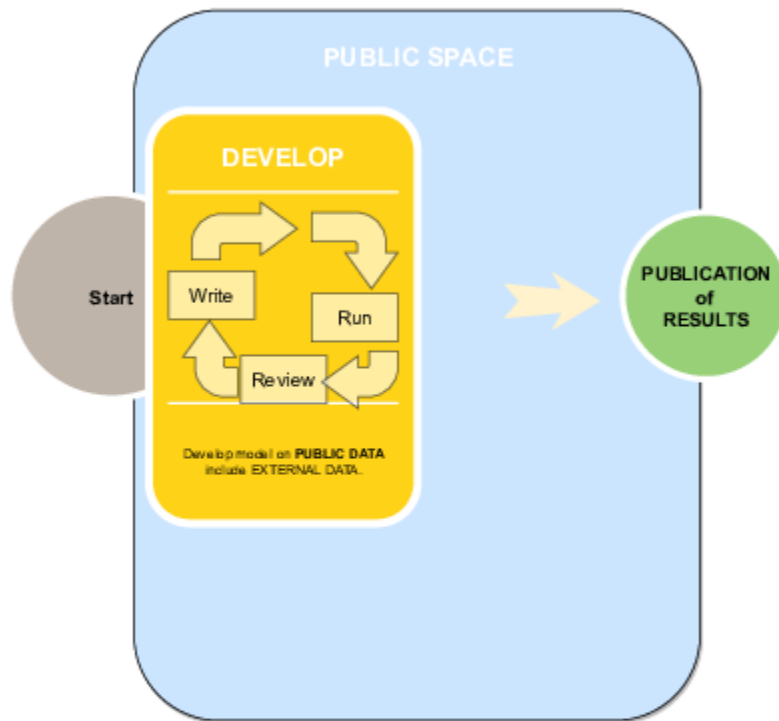 PUBLIC SPACE
DEVELOP
Start
Write
Run
Review
Develop model on PUBLIC DATA
include EXTERNAL DATA.
PUBLICATION
of
RESULTS